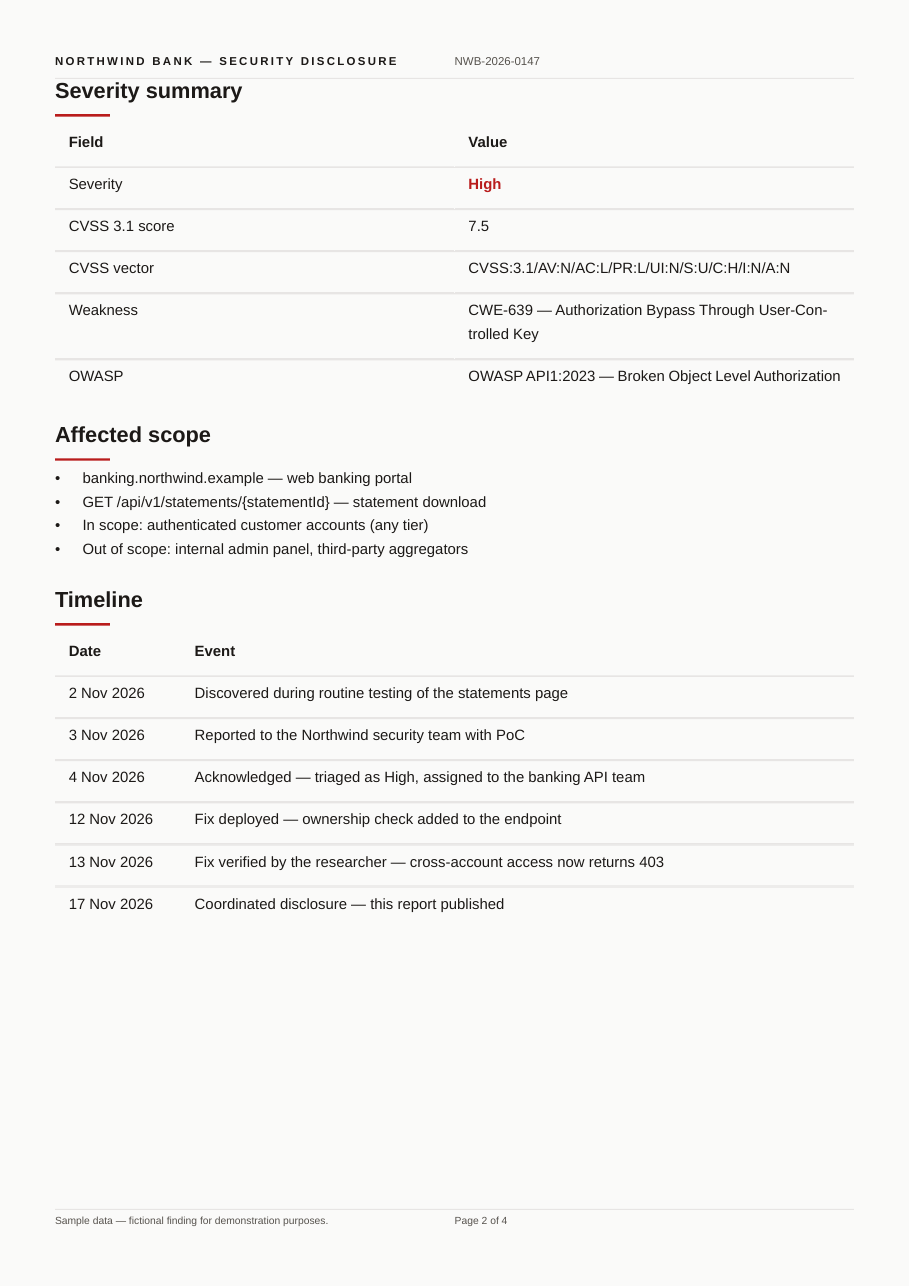 NORTHWIND BANK — SECURITY DISCLOSURE NWB-2026-0147
Severity summary
Field Value
Severity High
CVSS 3.1 score 7.5
CVSS vector CVSS:3.1/AV:N/AC:L/PR:L/UI:N/S:U/C:H/I:N/A:N
Weakness CWE-639 — Authorization Bypass Through User-Con-
trolled Key
OWASP OWASP API1:2023 — Broken Object Level Authorization
Affected scope
• banking.northwind.example — web banking portal
• GET /api/v1/statements/{statementId} — statement download
• In scope: authenticated customer accounts (any tier)
• Out of scope: internal admin panel, third-party aggregators
Timeline
Date Event
2 Nov 2026 Discovered during routine testing of the statements page
3 Nov 2026 Reported to the Northwind security team with PoC
4 Nov 2026 Acknowledged — triaged as High, assigned to the banking API team
12 Nov 2026 Fix deployed — ownership check added to the endpoint
13 Nov 2026 Fix verified by the researcher — cross-account access now returns 403
17 Nov 2026 Coordinated disclosure — this report published
Sample data — fictional finding for demonstration purposes. Page 2 of 4